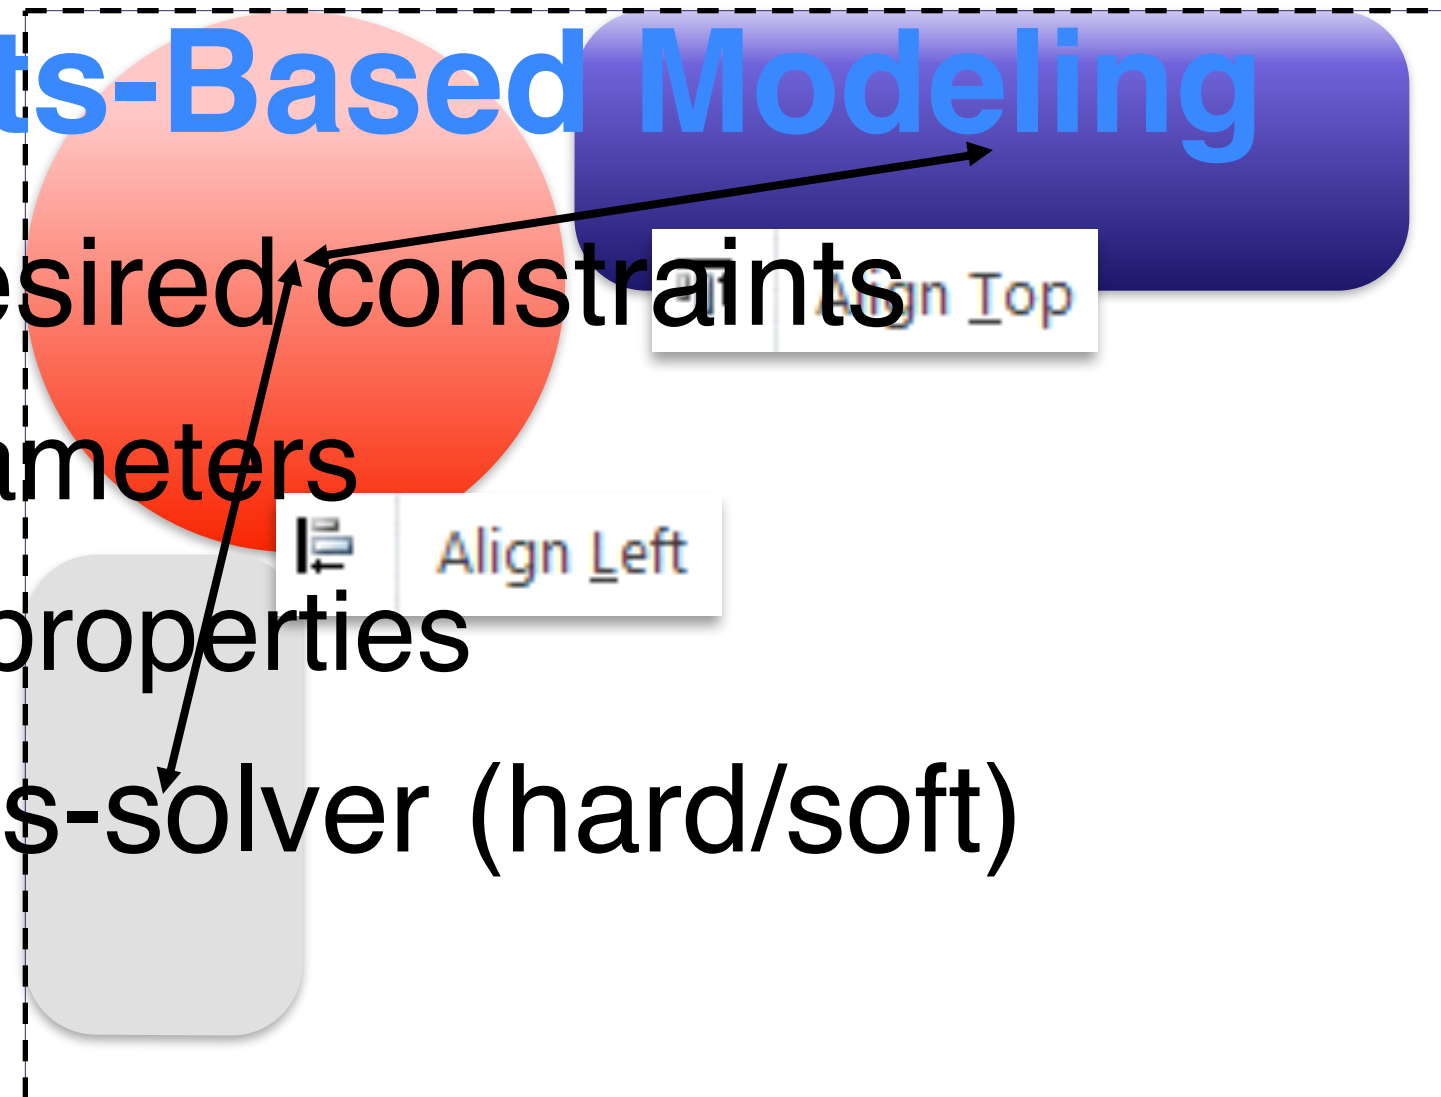 ts-Based Modeling
esired constraints
Align Top
ameters
Align Left
properties
s-solver (hard/soft)